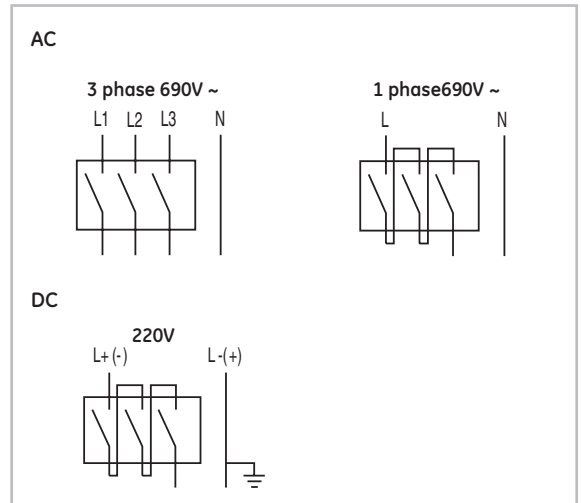 AC
3 phase 690V ~
L1 L2 L3 N
1 phase690V ~
L N
DC
220V
L+ (-) L -(+)